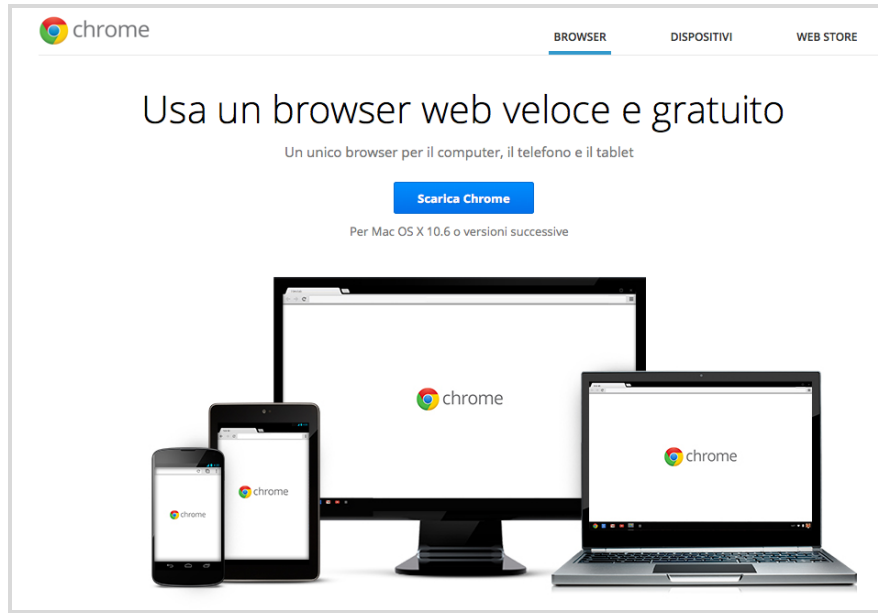 chrome
BROWSER DISPOSITIVI WEB STORE
Usa un browser web veloce e gratuito
Un unico browser per il computer, il telefono e il tablet
Scarica Chrome
Per Mac OS X 10.6 o versioni successive
chrome
chrome
chrome
chrome